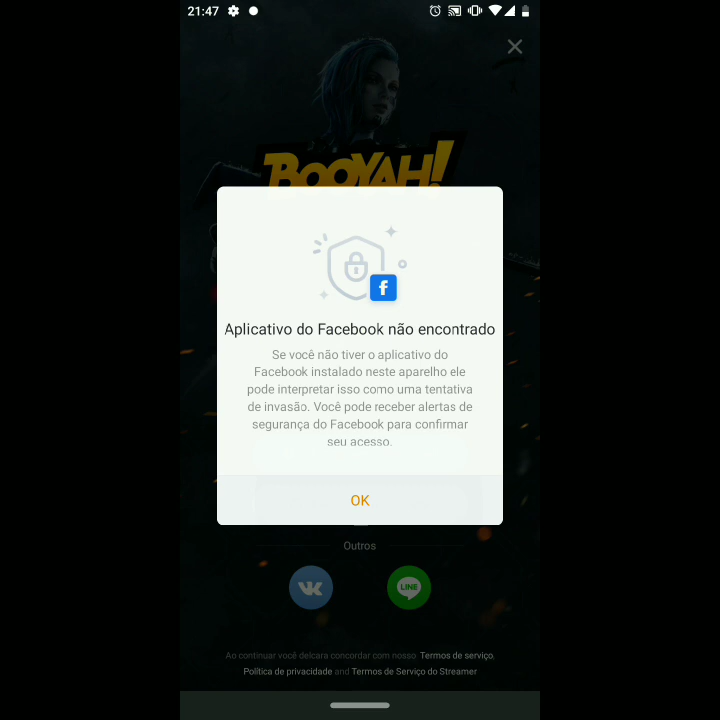 21:47
BOOYAH!
f
Aplicativo do Facebook não encontrado
Se você não tiver o aplicativo do
Facebook instalado neste aparelho ele
pode interpretar isso como uma tentativa
de invasão. Você pode receber alertas de
segurança do Facebook para confirmar
seu acesso.
OK
Outros
LINE
Ao continuar você delcara concordar com nosso Termos de serviço,
Política de privacidade and Termos de Serviço do Streamer